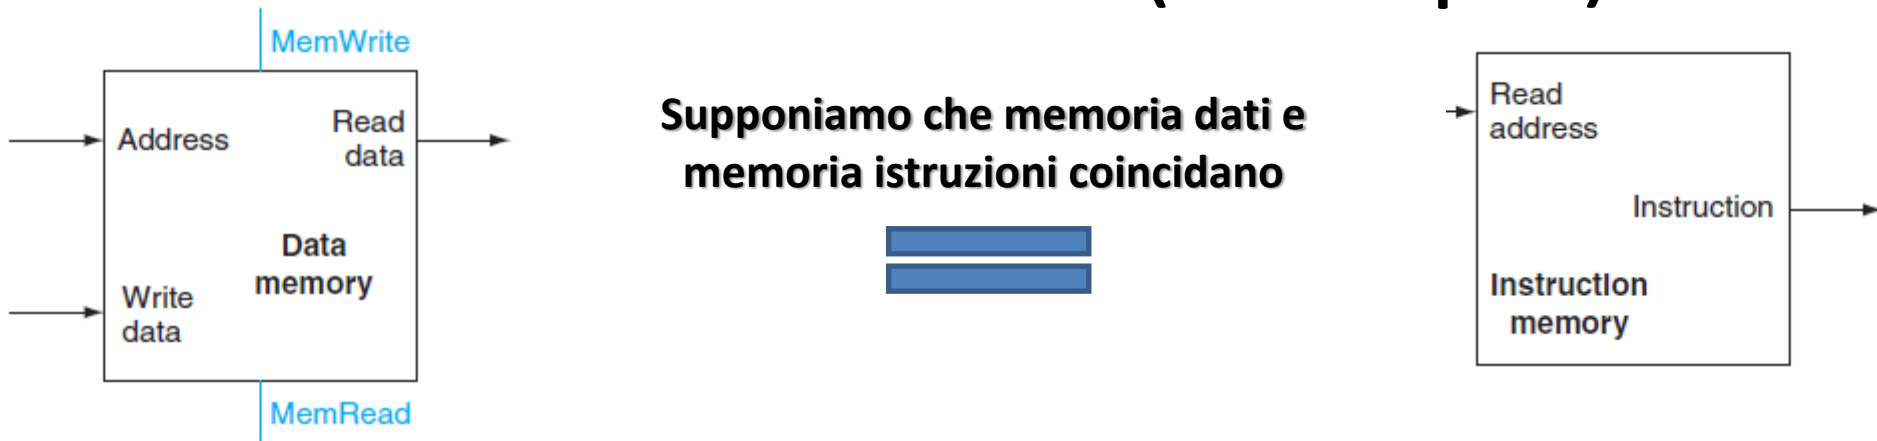 MemWrite
Address
Read
data
Data
memory
Write
data
MemRead
Supponiamo che memoria dati e
memoria istruzioni coincidano
Read
address
Instruction
Instruction
memory